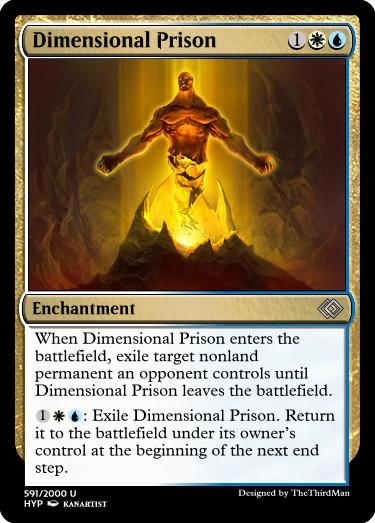 Dimensional Prison 1
Enchantment
When Dimensional Prison enters the
battlefield, exile target nonland
permanent an opponent controls until
Dimensional Prison leaves the battlefield.
1: Exile Dimensional Prison. Return
it to the battlefield under its owner's
control at the beginning of the next end
step.
591/2000 U
HYP KANARTIST
Designed by TheThirdMan